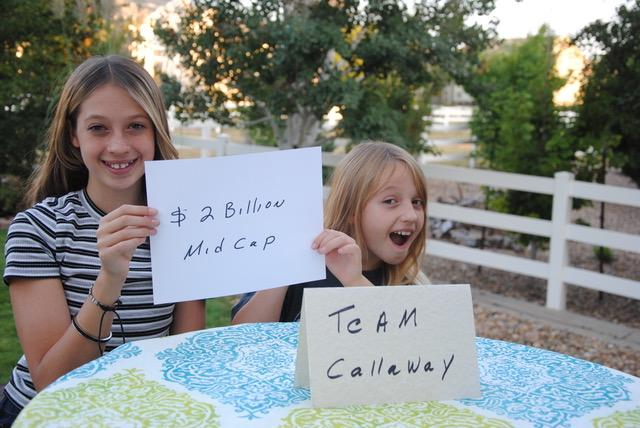 $ 2 Billion
Mid Cap
TEAM
Callaway